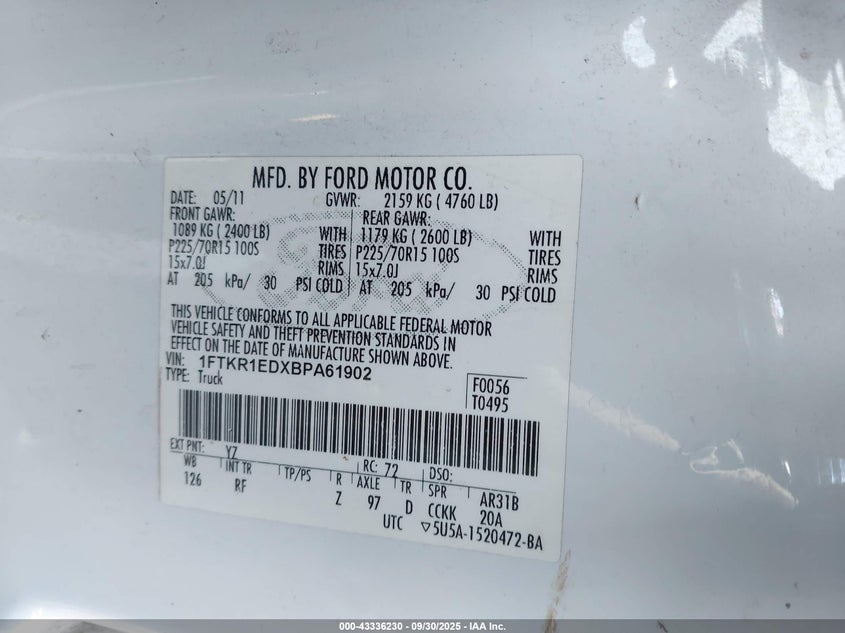 MFD. BY FORD MOTOR CO.
DATE: 05/11 GVWR: 2159 KG ( 4760 LB)
FRONT GAWR: REAR GAWR:
1089 KG ( 2400 LB) WITH 1179 KG ( 2600 LB) WITH
P225/70R15 100S TIRES P225/70R15 100S TIRES
15x7.0J RIMS 15x7.0J RIMS
AT 205 kPa/ 30 PSI COLD AT 205 kPa/ 30 PSI COLD
THIS VEHICLE CONFORMS TO ALL APPLICABLE FEDERAL MOTOR
VEHICLE SAFETY AND THEFT PREVENTION STANDARDS IN
EFFECT ON THE DATE OF MANUFACTURE SHOWN ABOVE.
VIN: 1FTKR1EDXBPA61902
TYPE: Truck
F0056
T0495
EXT PNT: YZ RC: 72 DSO:
WB INT TR TP/PS R AXLE TR SPR AR31B
126 RF Z 97 D CCKK 20A
UTC ▽5U5A-1520472-BA
000-43336230 - 09/30/2025 - IAA Inc.